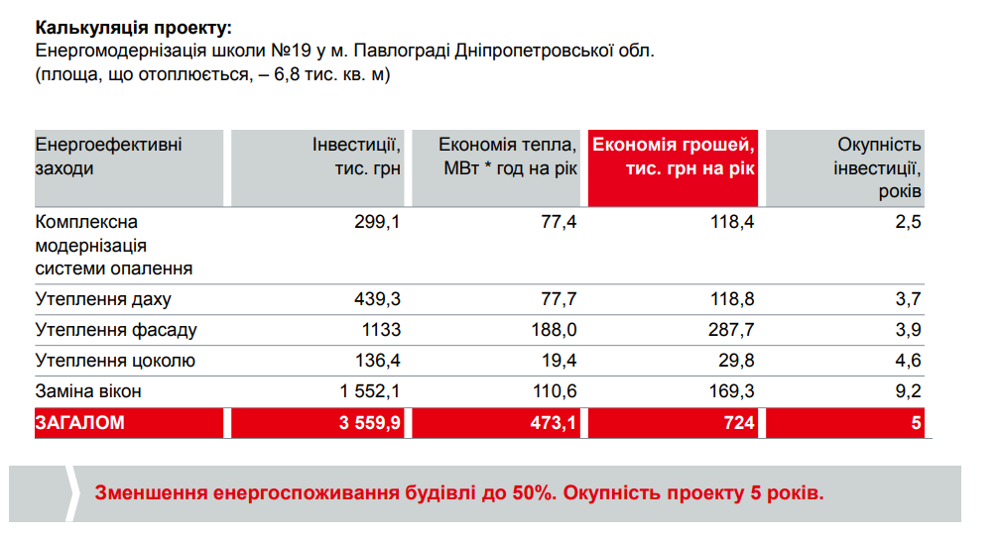 Калькуляція проекту:
Енергомодернізація школи №19 у м. Павлограді Дніпропетровської обл.
(площа, що отоплюється, – 6,8 тис. кв. м)
Енергоефективні заходи Інвестиції, тис. грн Економія тепла, МВт * год на рік Економія грошей, тис. грн на рік Окупність інвестиції, років
Комплексна модернізація системи опалення 299,1 77,4 118,4 2,5
Утеплення даху 439,3 77,7 118,8 3,7
Утеплення фасаду 1133 188,0 287,7 3,9
Утеплення цоколю 136,4 19,4 29,8 4,6
Заміна вікон 1 552,1 110,6 169,3 9,2
ЗАГАЛОМ 3 559,9 473,1 724 5
Зменшення енергоспоживання будівлі до 50%. Окупність проекту 5 років.